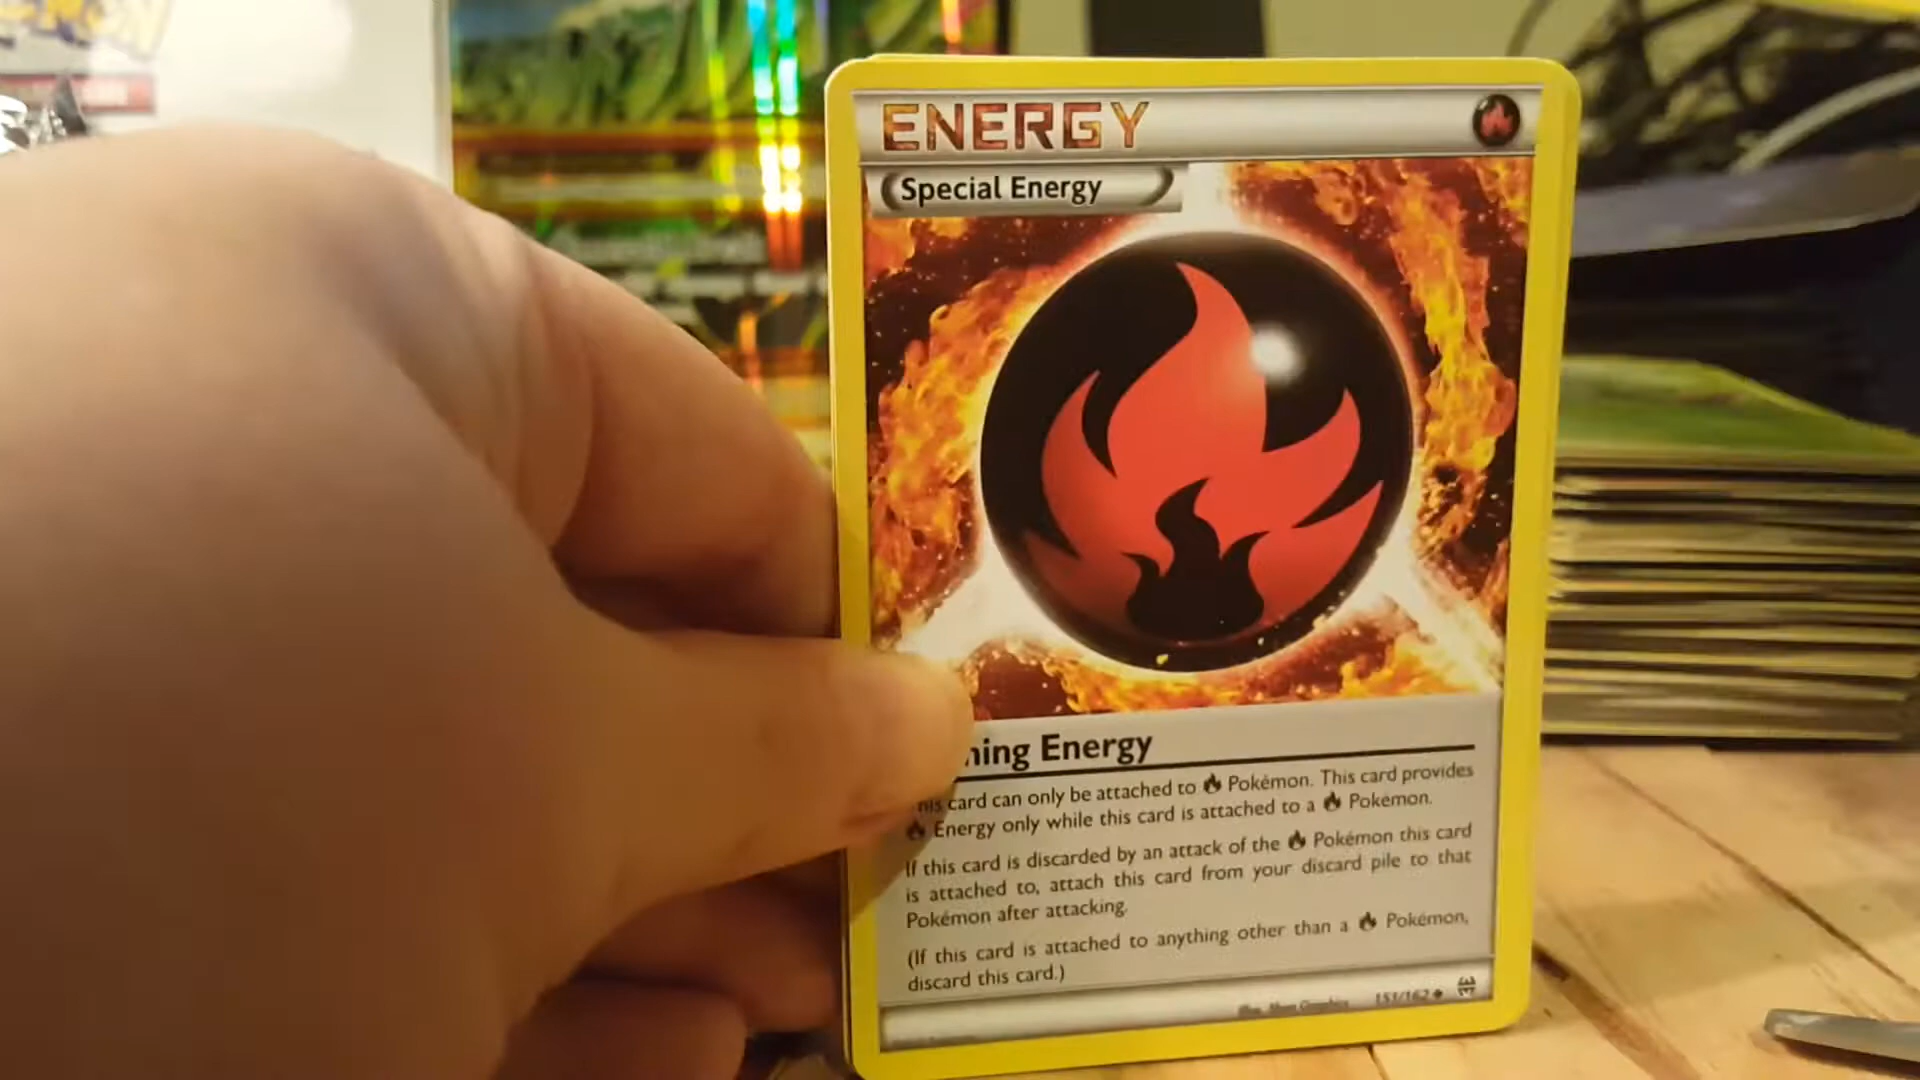 ENERGY
Special Energy
ning Energy
his card can only be attached to Pokémon. This card provides
Energy only while this card is attached to a Pokémon.
If this card is discarded by an attack of the Pokémon this card
is attached to, attach this card from your discard pile to that
Pokémon after attacking.
(If this card is attached to anything other than a Pokémon,
discard this card.)
151/162